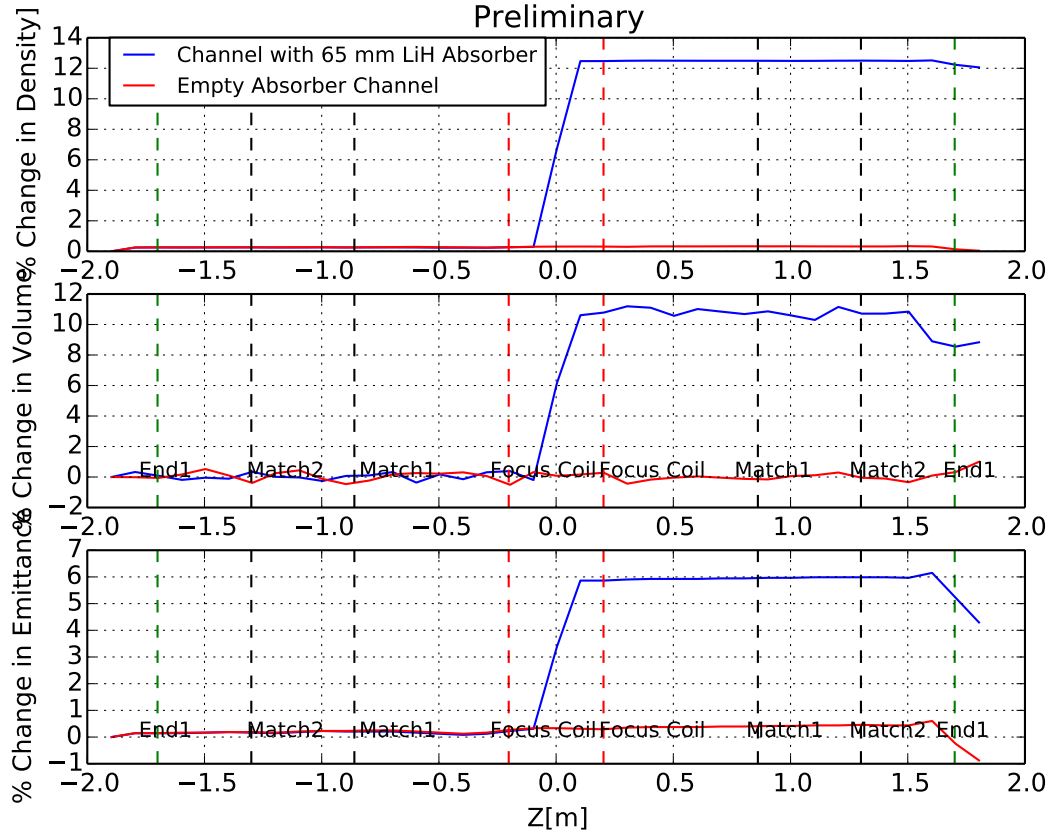 Preliminary
% Change in Density]
14
12
10
8
6
4
2
0
Channel with 65 mm LiH Absorber
Empty Absorber Channel
−2.0 −1.5 −1.0 −0.5 0.0 0.5 1.0 1.5 2.0
% Change in Volume
12
10
8
6
4
2
0
−2
End1 Match2 Match1 Focus Coil Focus Coil Match1 Match2 End1
−2.0 −1.5 −1.0 −0.5 0.0 0.5 1.0 1.5 2.0
% Change in Emittance
7
6
5
4
3
2
1
0
−1
End1 Match2 Match1 Focus Coil Focus Coil Match1 Match2 End1
−2.0 −1.5 −1.0 −0.5 0.0 0.5 1.0 1.5 2.0
Z[m]